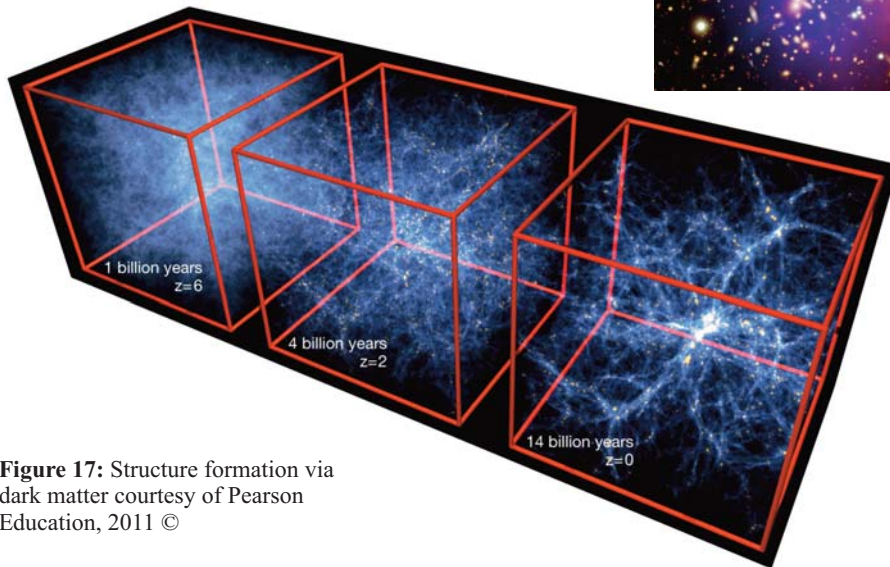 1 billion years
z=6
4 billion years
z=2
14 billion years
z=0
Figure 17: Structure formation via
dark matter courtesy of Pearson
Education, 2011 ©